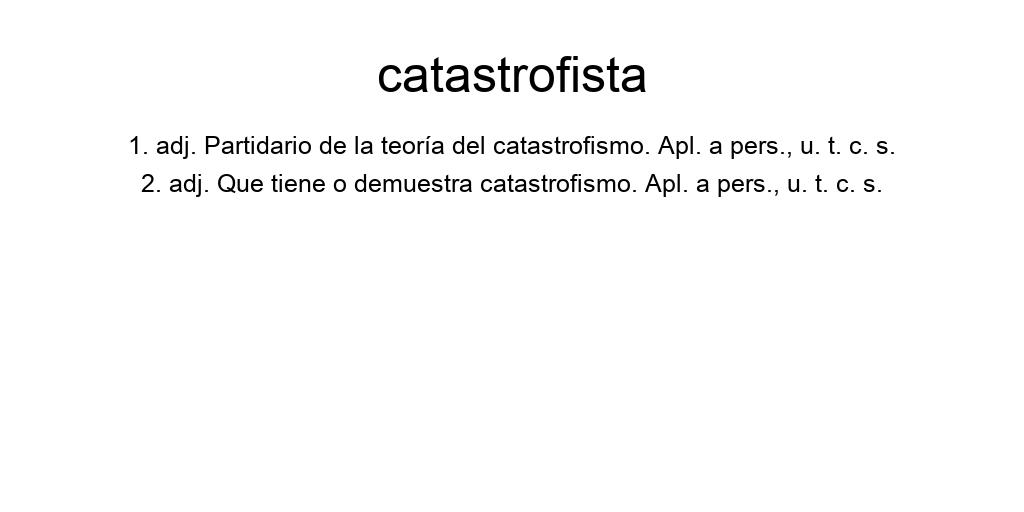 catastrofista
1. adj. Partidario de la teoría del catastrofismo. Apl. a pers., u. t. c. s.
2. adj. Que tiene o demuestra catastrofismo. Apl. a pers., u. t. c. s.